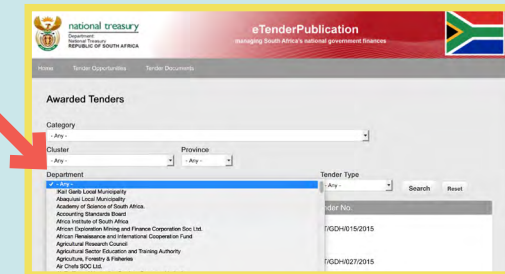 national treasury
Department:
National Treasury
REPUBLIC OF SOUTH AFRICA
eTenderPublication
managing South Africa's national government finances
Home Tender Opportunities Tender Documents
Awarded Tenders
Category
- Any -
Cluster Province
- Any - - Any -
Department Tender Type
✓ - Any - - Any - Search Reset
!Kai! Garib Local Municipality
Abaqulusi Local Municipality
Academy of Science of South Africa.
Accounting Standards Board
Africa Institute of South Africa
African Exploration Mining and Finance Corporation Soc Ltd.
African Renaissance and International Cooperation Fund
Agricultural Research Council
Agricultural Sector Education and Training Authority
Agriculture, Forestry & Fisheries
Air Chefs SOC Ltd.
nder No.
T/GDH/015/2015
T/GDH/027/2015